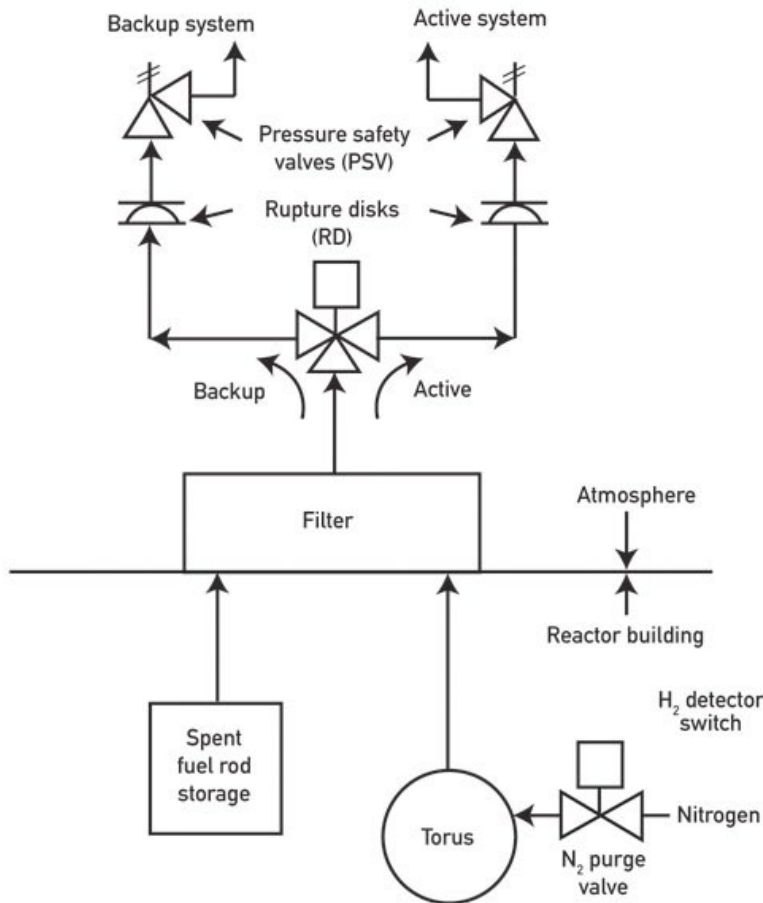 Backup system
Active system
Pressure safety
valves (PSV)
Rupture disks
(RD)
Backup
Active
Filter
Atmosphere
Reactor building
Spent
fuel rod
storage
H₂ detector
switch
Torus
Nitrogen
N₂ purge
valve